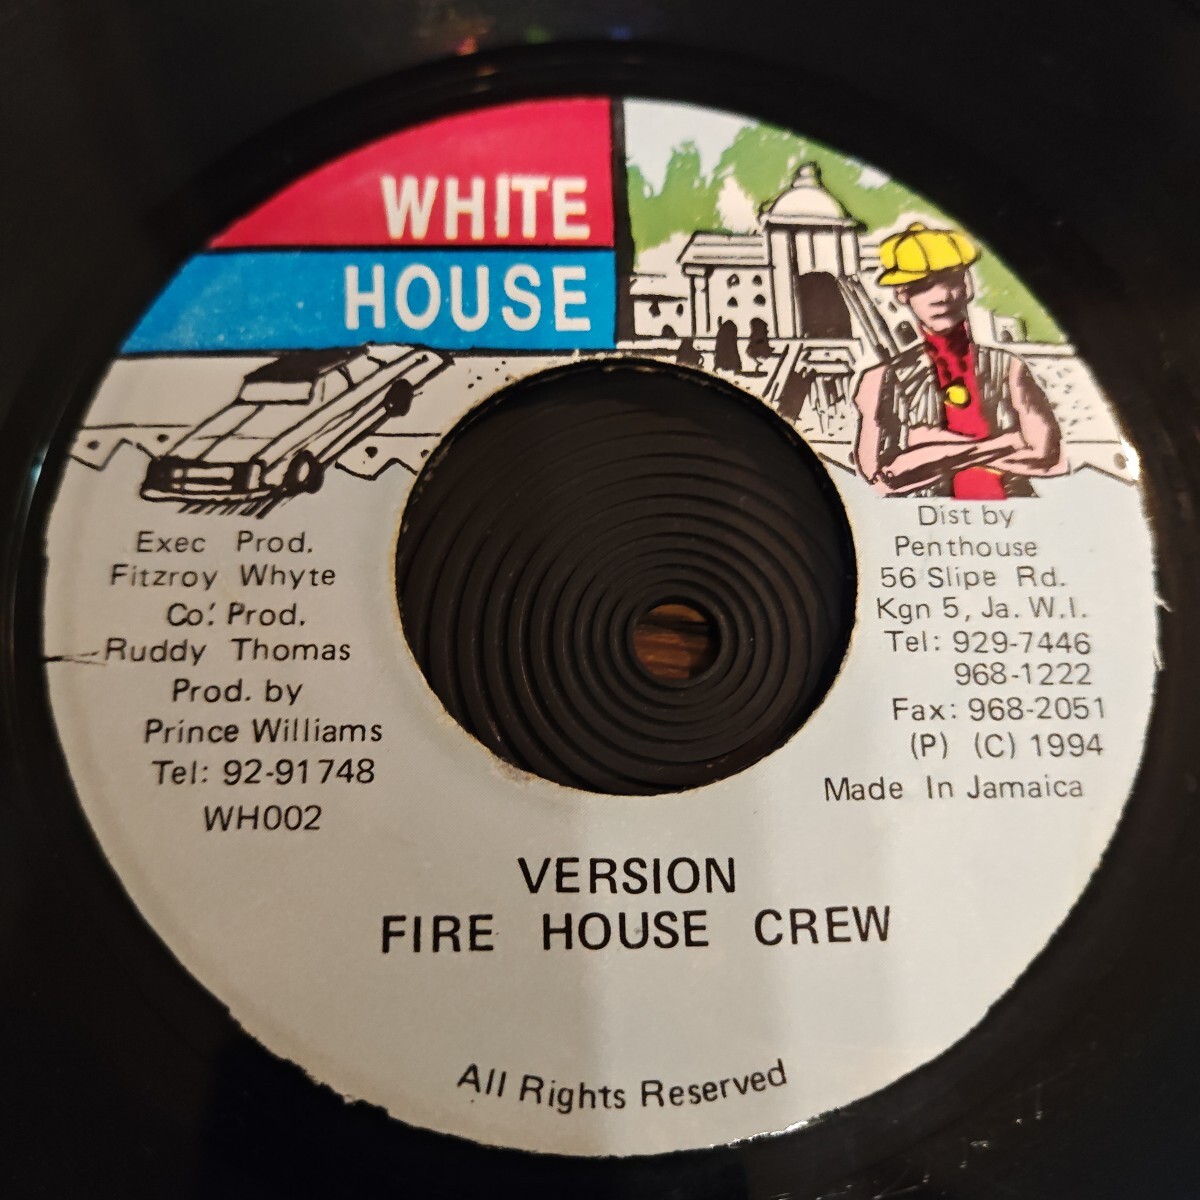 WHITE
HOUSE
Exec Prod.
Fitzroy Whyte
Co: Prod.
Ruddy Thomas
Prod. by
Prince Williams
Tel: 92-91748
WH002
Dist by
Penthouse
56 Slipe Rd.
Kgn 5, Ja. W.I.
Tel: 929-7446
968-1222
Fax: 968-2051
(P) (C) 1994
Made In Jamaica
VERSION
FIRE HOUSE CREW
All Rights Reserved